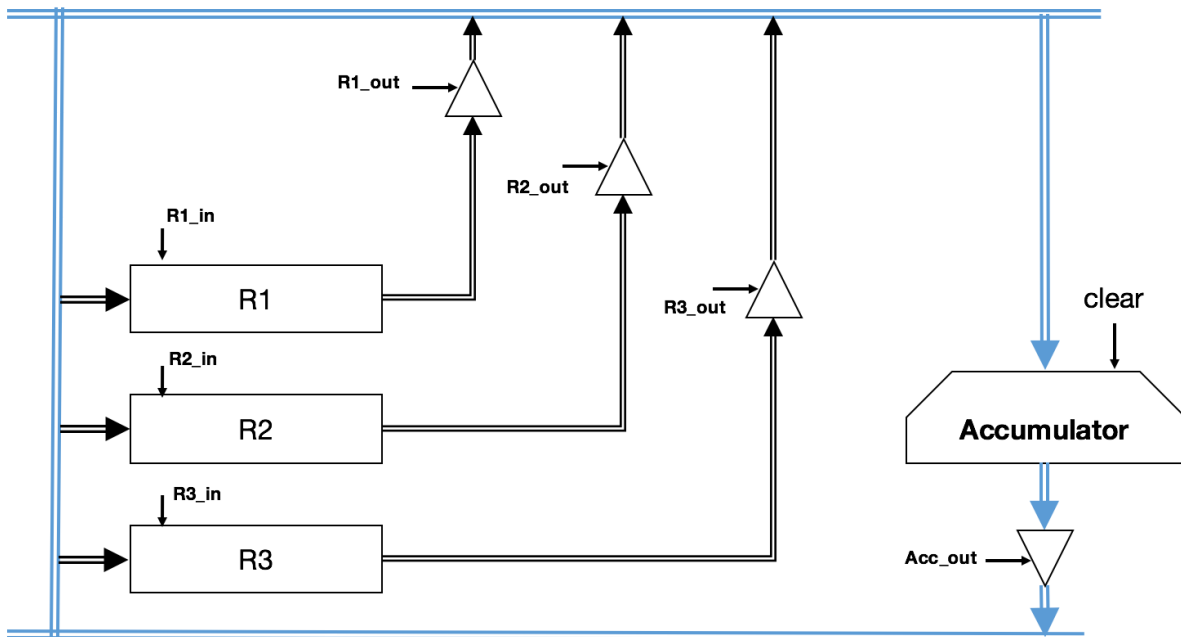 R1_out
R2_out
R1_in
R1
R3_out
clear
R2_in
R2
Accumulator
R3_in
R3
Acc_out